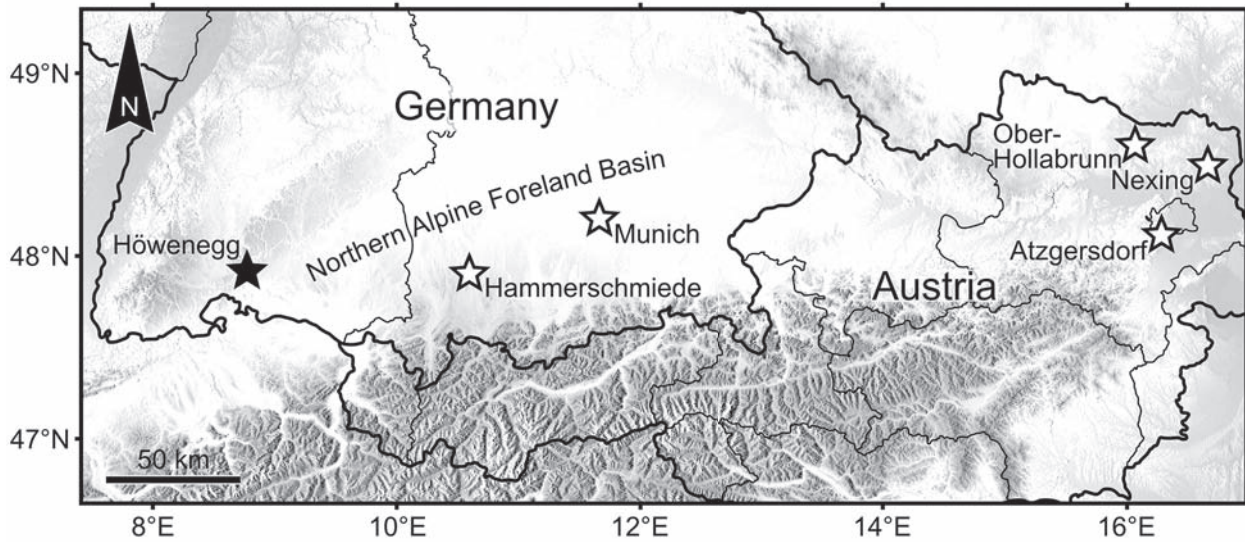 49°N
48°N
47°N
N
Germany
Northern Alpine Foreland Basin
Höwenegg
Munich
Hammerschmiede
Ober-
Hollabrunn
Nexing
Atzgersdorf
Austria
50 km
8°E
10°E
12°E
14°E
16°E